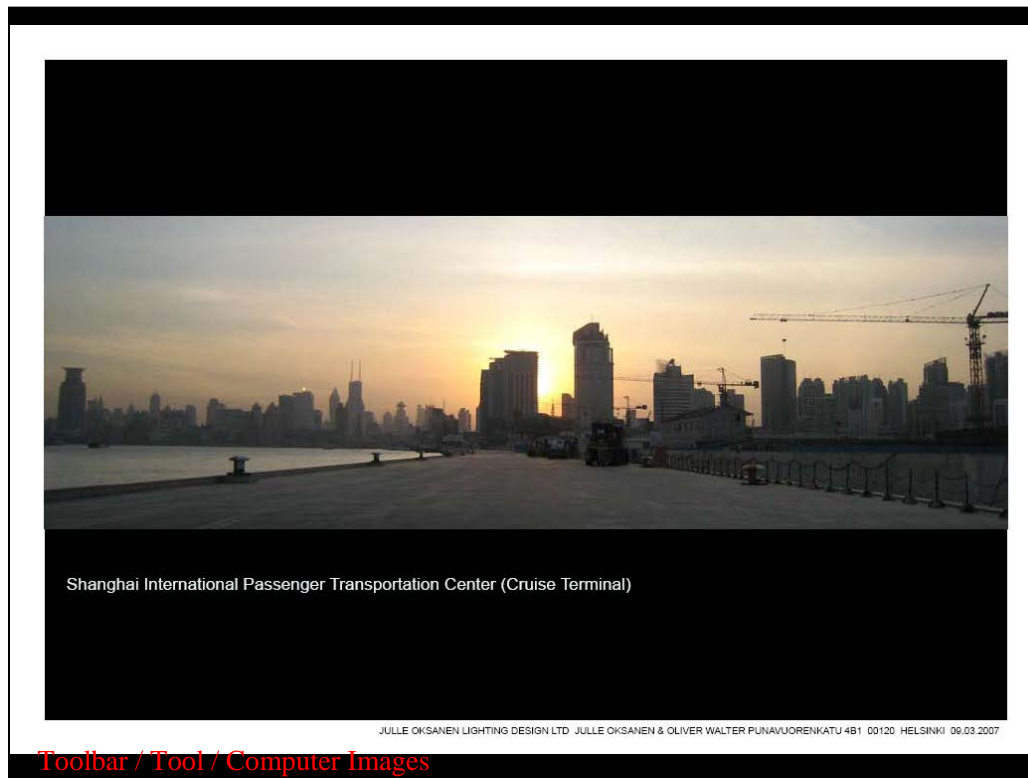 Shanghai International Passenger Transportation Center (Cruise Terminal)
JULLE OKSANEN LIGHTING DESIGN LTD JULLE OKSANEN & OLIVER WALTER PUNAVUORENKATU 4B1 00120 HELSINKI 09.03.2007
Toolbar / Tool / Computer Images